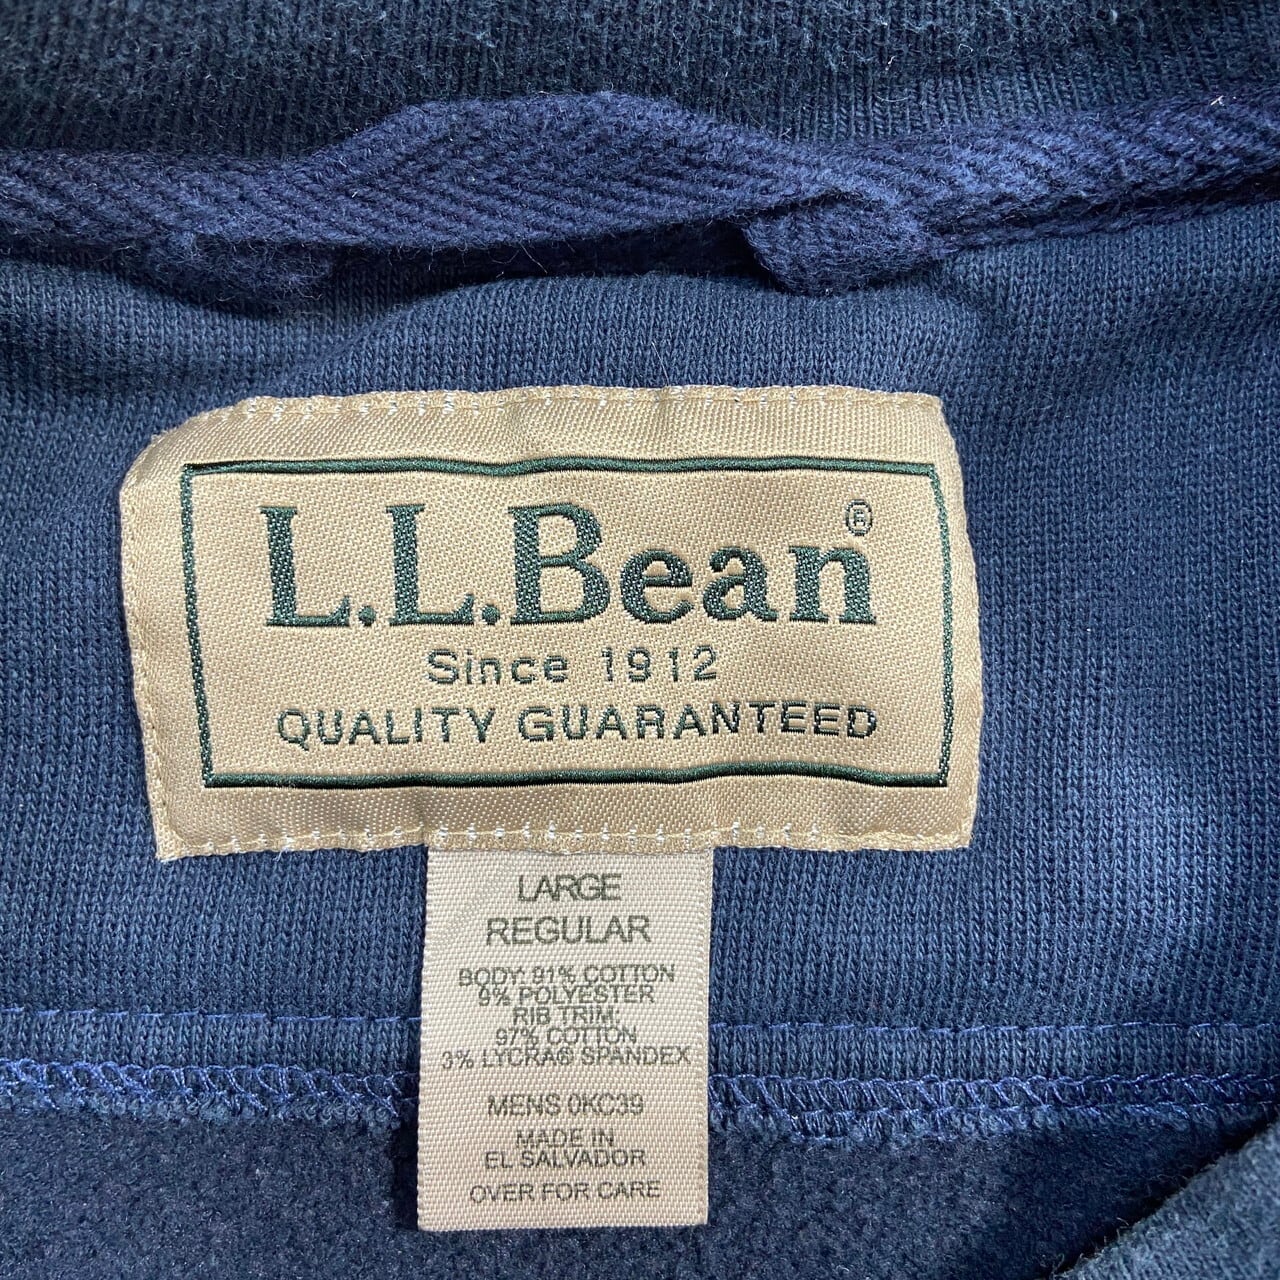 L.L.Bean®
Since 1912
QUALITY GUARANTEED
LARGE
REGULAR
BODY: 91% COTTON
9% POLYESTER
RIB TRIM:
97% COTTON
3% LYCRA® SPANDEX
MENS 0KC39
MADE IN
EL SALVADOR
OVER FOR CARE